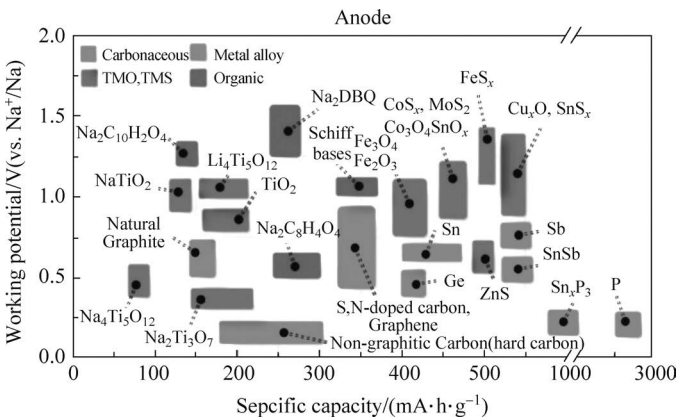 Anode
Working potential/V(vs. Na⁺/Na)
2.0
1.5
1.0
0.5
0.0
Carbonaceous
Metal alloy
TMO,TMS
Organic
Na₂DBQ
FeSₓ
CoSₓ, MoS₂
CuₓO, SnSₓ
Na₂C₁₀H₂O₄
Schiff
bases
Fe₃O₄
Fe₂O₃
Co₃O₄SnOₓ
Li₄Ti₅O₁₂
NaTiO₂
TiO₂
Natural
Graphite
Na₂C₈H₄O₄
Sn
Sb
SnSb
Ge
ZnS
S,N-doped carbon,
Graphene
SnₓP₃
P
Na₄Ti₅O₁₂
Na₂Ti₃O₇
Non-graphitic Carbon(hard carbon)
0
100
200
300
400
500
1000
3000
Sepcific capacity/(mA·h·g⁻¹)